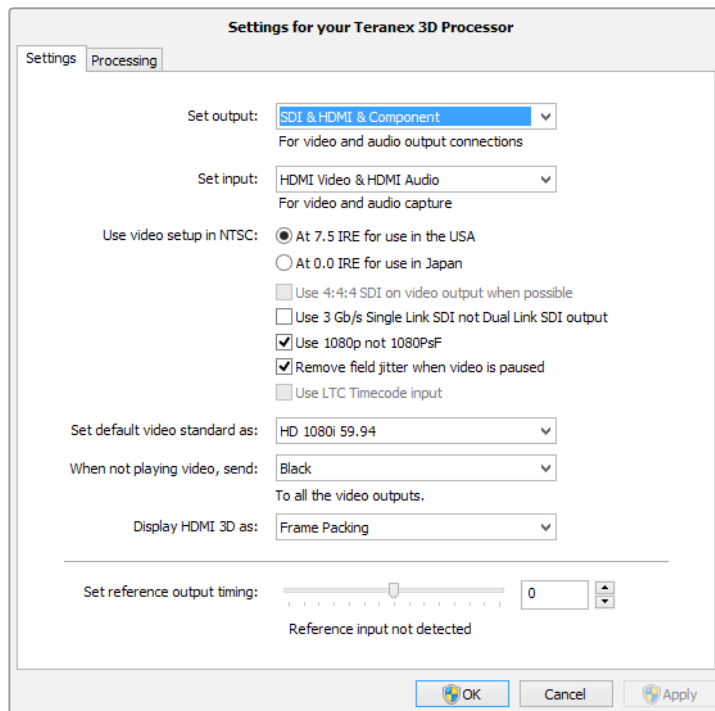 Settings for your Teranex 3D Processor
Settings
Processing
Set output: SDI & HDMI & Component
For video and audio output connections
Set input: HDMI Video & HDMI Audio
For video and audio capture
Use video setup in NTSC: At 7.5 IRE for use in the USA
At 0.0 IRE for use in Japan
Use 4:4:4 SDI on video output when possible
Use 3 Gb/s Single Link SDI not Dual Link SDI output
Use 1080p not 1080PsF
Remove field jitter when video is paused
Use LTC Timecode input
Set default video standard as: HD 1080i 59.94
When not playing video, send: Black
To all the video outputs.
Display HDMI 3D as: Frame Packing
Set reference output timing: 0
Reference input not detected
OK
Cancel
Apply